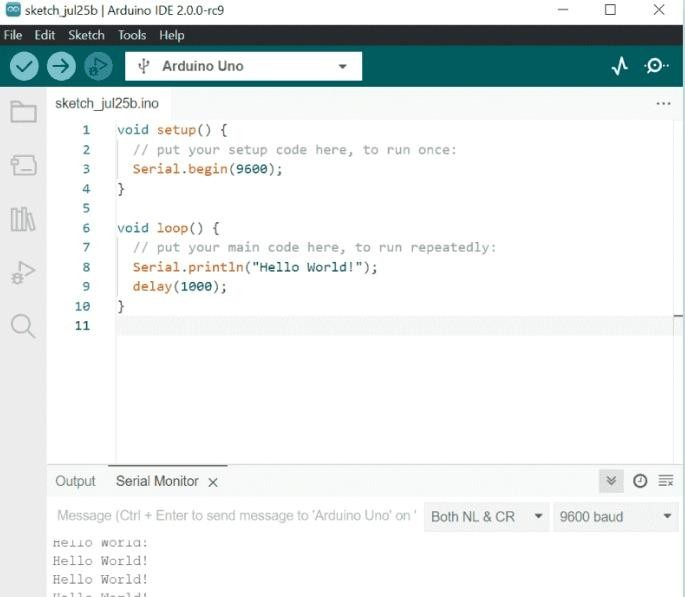 sketch_jul25b | Arduino IDE 2.0.0-rc9
File Edit Sketch Tools Help
Arduino Uno
sketch_jul25b.ino
1 void setup() {
2 // put your setup code here, to run once:
3 Serial.begin(9600);
4 }
5
6 void loop() {
7 // put your main code here, to run repeatedly:
8 Serial.println("Hello World!");
9 delay(1000);
10 }
11
Output Serial Monitor
Message (Ctrl + Enter to send message to 'Arduino Uno' on '
Both NL & CR
9600 baud
Hello World!
Hello World!
Hello World!
Hello World!